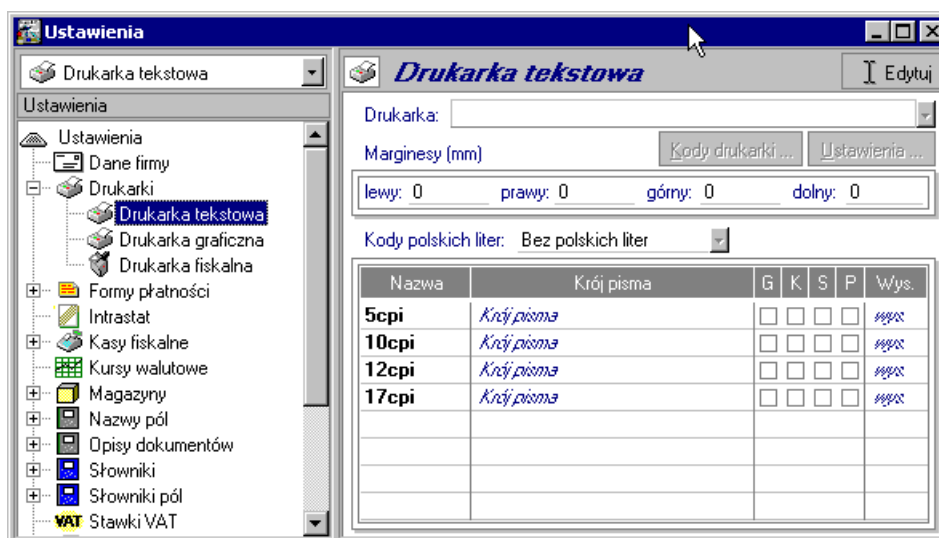 Ustawienia
Drukarka tekstowa
Ustawienia
Ustawienia
Dane firmy
Drukarki
Drukarka tekstowa
Drukarka graficzna
Drukarka fiskalna
Formy płatności
Intrastat
Kasy fiskalne
Kursy walutowe
Magazyny
Nazwy pól
Opisy dokumentów
Słowniki
Słowniki pól
VAT Stawki VAT
Drukarka tekstowa Edytuj
Drukarka:
Marginesy (mm) Kody drukarki ... Ustawienia ...
lewy: 0 prawy: 0 górny: 0 dolny: 0
Kody polskich liter: Bez polskich liter
Nazwa Krój pisma G K S P Wys.
5cpi Krój pisma wys.
10cpi Krój pisma wys.
12cpi Krój pisma wys.
17cpi Krój pisma wys.